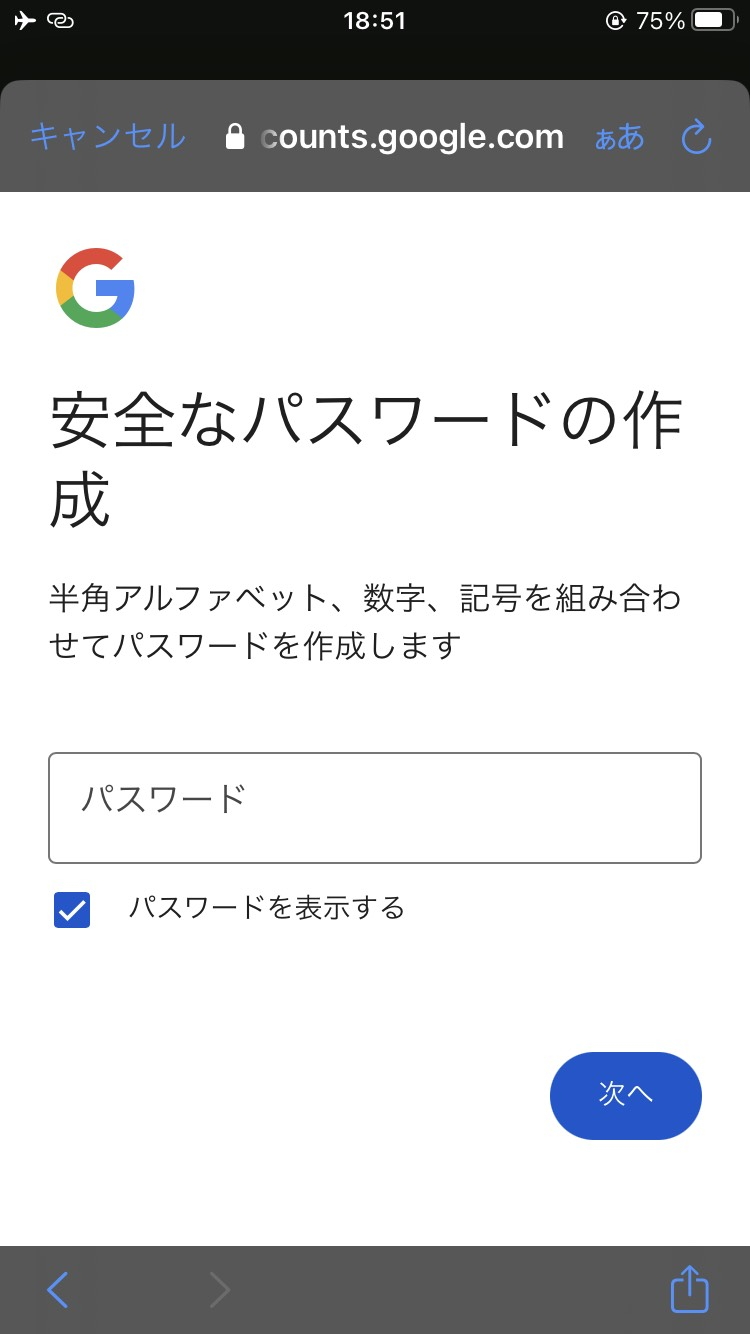 18:51
75%
キャンセル
counts.google.com
ぁあ
安全なパスワードの作
成
半角アルファベット、数字、記号を組み合わ
せてパスワードを作成します
パスワード
パスワードを表示する
次へ